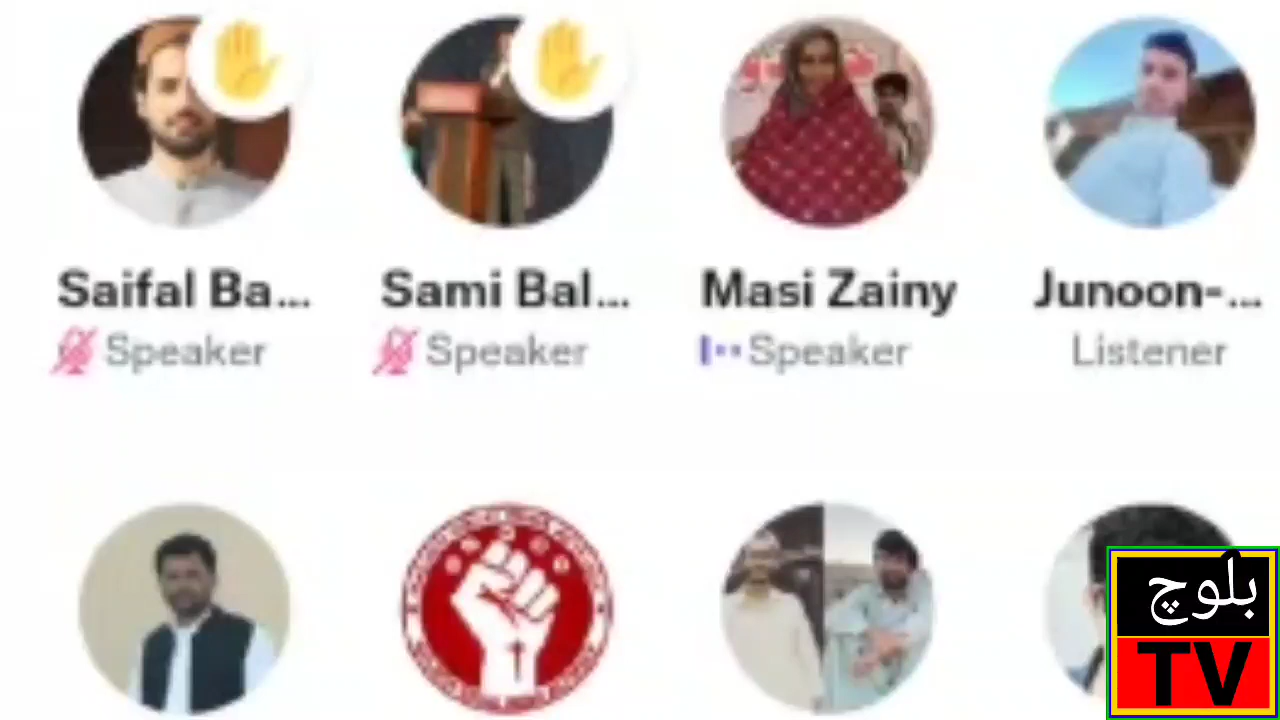 Saifal Ba...
Sami Bal...
Masi Zainy
Junoon-...
Speaker
Speaker
Speaker
Listener
بلوچ
TV